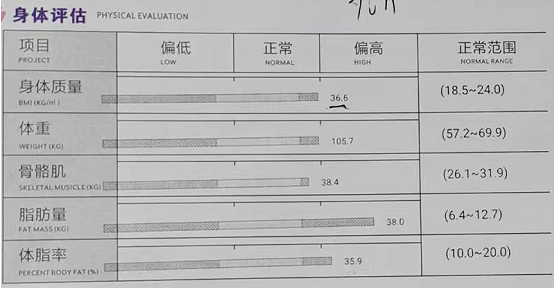 身体评估 PHYSICAL EVALUATION
项目 偏低 正常 偏高 正常范围
PROJECT LOW NORMAL HIGH NORMAL RANGE
身体质量 36.6 (18.5~24.0)
BMI (KG/㎡)
体重 105.7 (57.2~69.9)
WEIGHT (KG)
骨骼肌 38.4 (26.1~31.9)
SKELETAL MUSICLE (KG)
脂肪量 38.0 (6.4~12.7)
FAT MASS (KG)
体脂率 35.9 (10.0~20.0)
PERCENT BODY FAT (%)